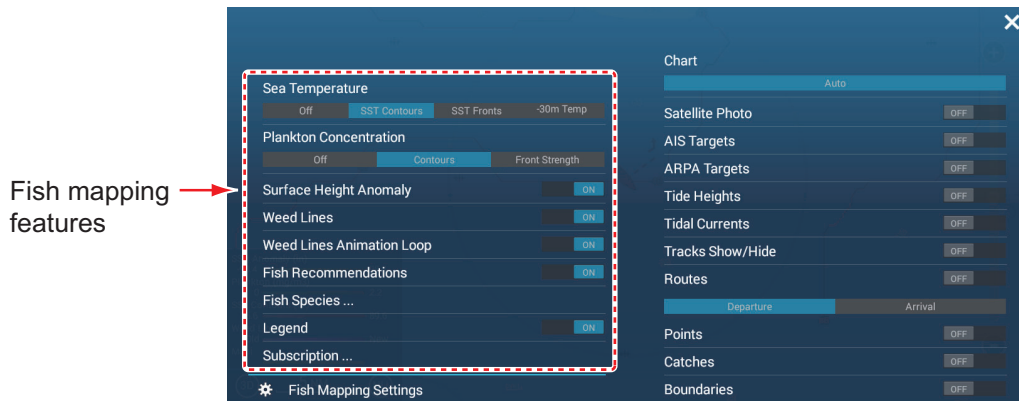 Fish mapping
features
Sea Temperature
Off SST Contours SST Fronts -30m Temp
Plankton Concentration
Off Contours Front Strength
Surface Height Anomaly ON
Weed Lines ON
Weed Lines Animation Loop ON
Fish Recommendations ON
Fish Species ...
Legend ON
Subscription ...
Fish Mapping Settings
Chart
Auto
Satellite Photo OFF
AIS Targets OFF
ARPA Targets OFF
Tide Heights OFF
Tidal Currents OFF
Tracks Show/Hide OFF
Routes OFF
Departure Arrival
Points OFF
Catches OFF
Boundaries OFF